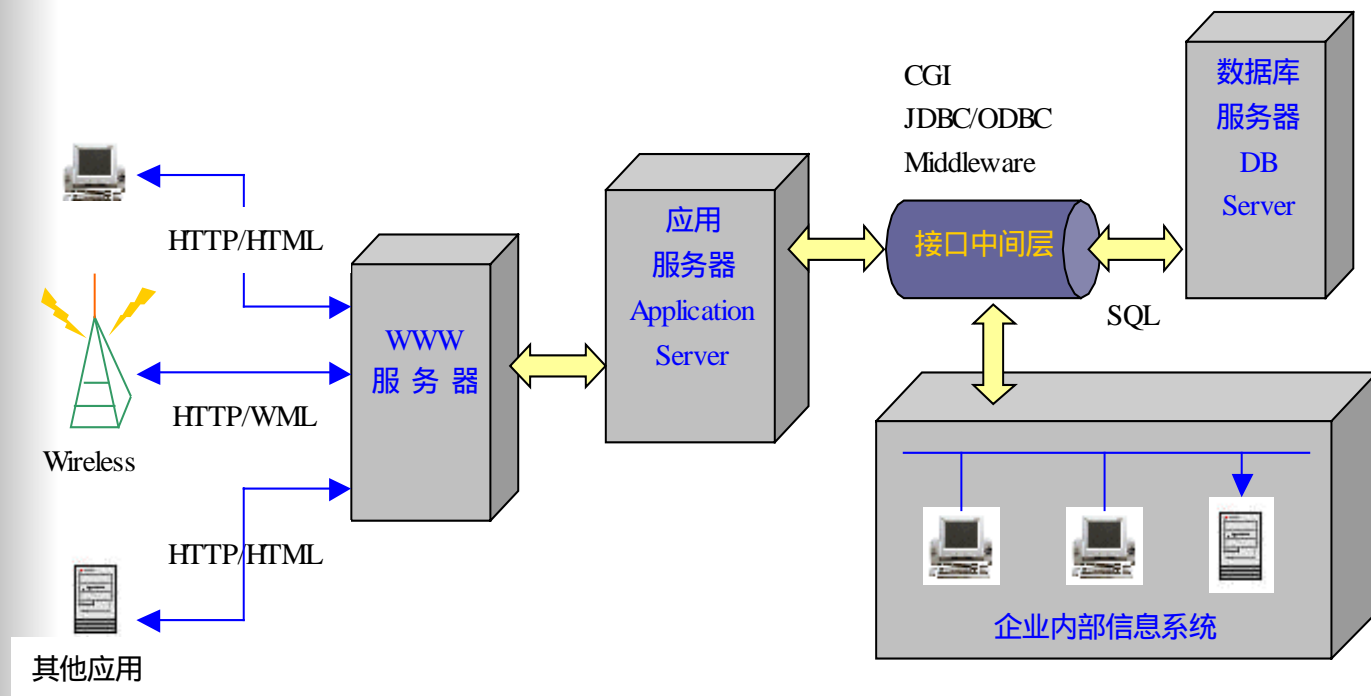 HTTP/HTML
HTTP/WML
Wireless
HTTP/HTML
其他应用
WWW
服 务 器
应用
服务器
Application
Server
CGI
JDBC/ODBC
Middleware
接口中间层
SQL
数据库
服务器
DB
Server
企业内部信息系统